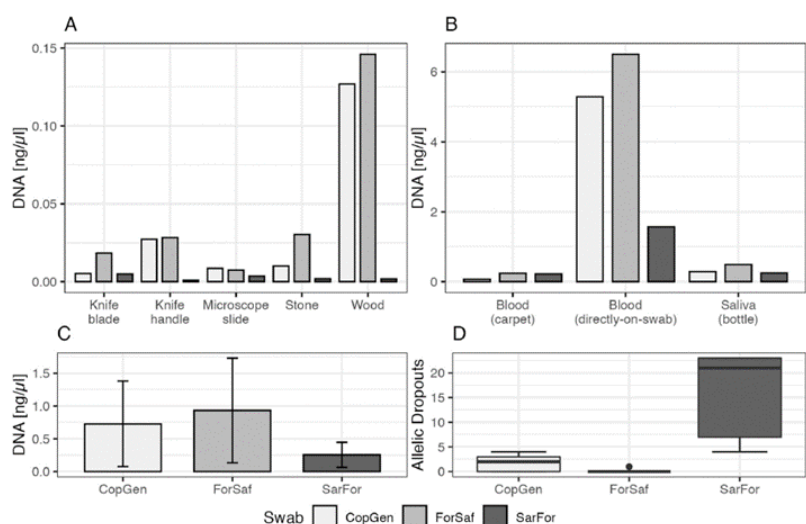 A
DNA [ng/µl]
0.15
0.10
0.05
0.00
Knife
blade
Knife
handle
Microscope
slide
Stone
Wood
B
DNA [ng/µl]
6
4
2
0
Blood
(carpet)
Blood
(directly-on-swab)
Saliva
(bottle)
C
DNA [ng/µl]
1.5
1.0
0.5
0.0
CopGen
ForSaf
SarFor
D
Allelic Dropouts
20
15
10
5
0
CopGen
ForSaf
SarFor
Swab CopGen ForSaf SarFor